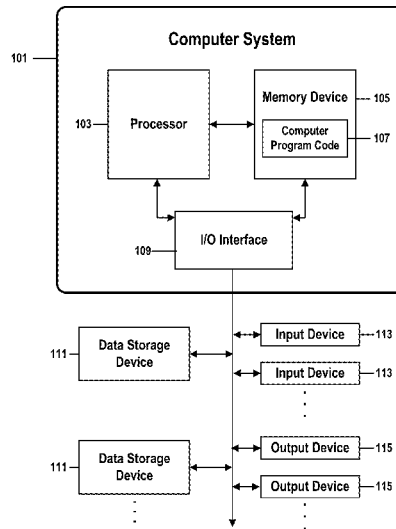 Computer System
101
Processor
103
Memory Device
105
Computer
Program Code
107
I/O Interface
109
Data Storage
Device
111
Input Device
113
Input Device
113
Data Storage
Device
111
Output Device
115
Output Device
115